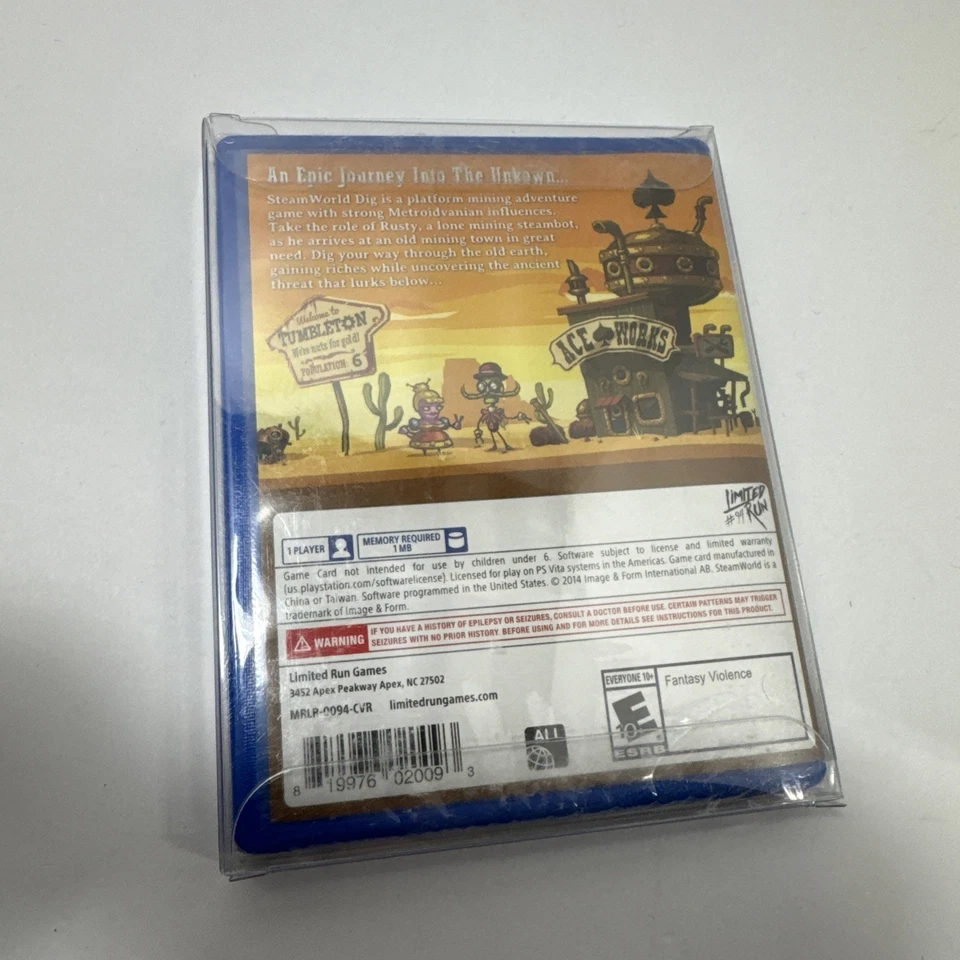 An Epic Journey Into The Unkown...
SteamWorld Dig is a platform mining adventure
game with strong Metroidvanian influences.
Take the role of Rusty, a lone mining steambot,
as he arrives at an old mining town in great
need. Dig your way through the old earth,
gaining riches while uncovering the ancient
threat that lurks below...
Welcome to
TUMBLETON
We're nuts for gold!
POPULATION: 6
ACE WORKS
LIMITED
RUN
#94
1 PLAYER
MEMORY REQUIRED
1 MB
Game Card not intended for use by children under 6. Software subject to license and limited warranty
(us.playstation.com/softwarelicense). Licensed for play on PS Vita systems in the Americas. Game card manufactured in
China or Taiwan. Software programmed in the United States. © 2014 Image & Form International AB. SteamWorld is a
trademark of Image & Form.
WARNING
IF YOU HAVE A HISTORY OF EPILEPSY OR SEIZURES, CONSULT A DOCTOR BEFORE USE. CERTAIN PATTERNS MAY TRIGGER
SEIZURES WITH NO PRIOR HISTORY. BEFORE USING AND FOR MORE DETAILS SEE INSTRUCTIONS FOR THIS PRODUCT.
Limited Run Games
3452 Apex Peakway Apex, NC 27502
MRLP-0094-CVR limitedrungames.com
EVERYONE 10+
E
10+
ESRB
Fantasy Violence
ALL
8 19976 02009 3